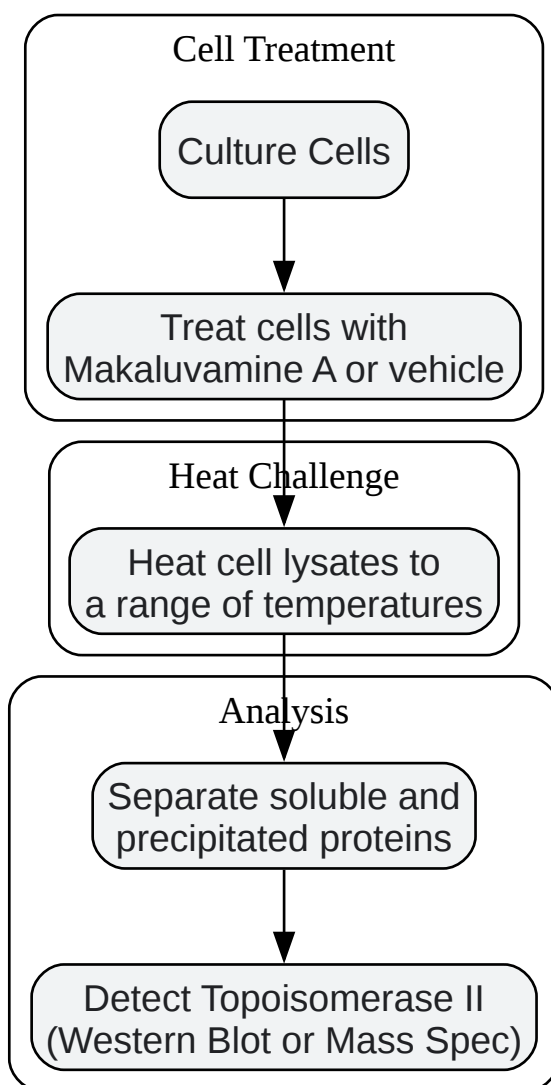 Cell Treatment
Culture Cells
Treat cells with
Makaluvamine A or vehicle
Heat Challenge
Heat cell lysates to
a range of temperatures
Analysis
Separate soluble and
precipitated proteins
Detect Topoisomerase II
(Western Blot or Mass Spec)